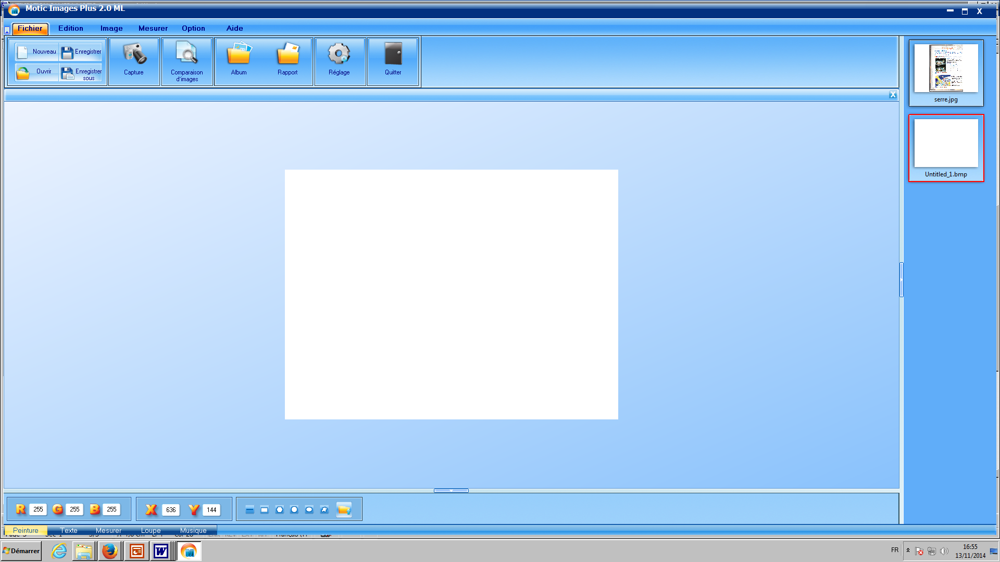 Motic Images Plus 2.0 ML
Fichier Edition Image Mesurer Option Aide
Nouveau Enregistrer
Ouvrir Enregistrer sous
Capture
Comparaison d'images
Album
Rapport
Réglage
Quitter
X
serre.jpg
Untitled_1.bmp
R 255 G 255 B 255 X 636 Y 144
Peinture Texte Mesurer Loupe Musique
Démarrer
W
FR
16:55
13/11/2014